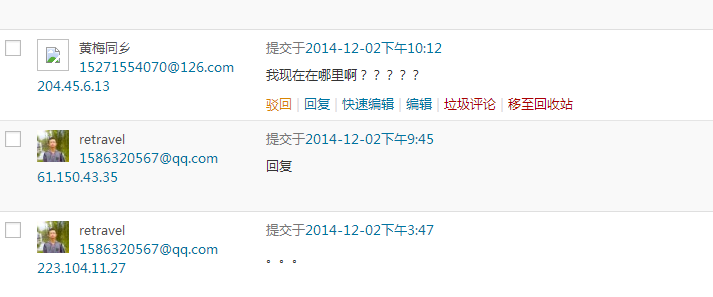 黄梅同乡
15271554070@126.com
204.45.6.13
提交于2014-12-02下午10:12
我现在在哪里啊？？？？？
驳回 | 回复 | 快速编辑 | 编辑 | 垃圾评论 | 移至回收站
retravel
1586320567@qq.com
61.150.43.35
提交于2014-12-02下午9:45
回复
retravel
1586320567@qq.com
223.104.11.27
提交于2014-12-02下午3:47
。。。